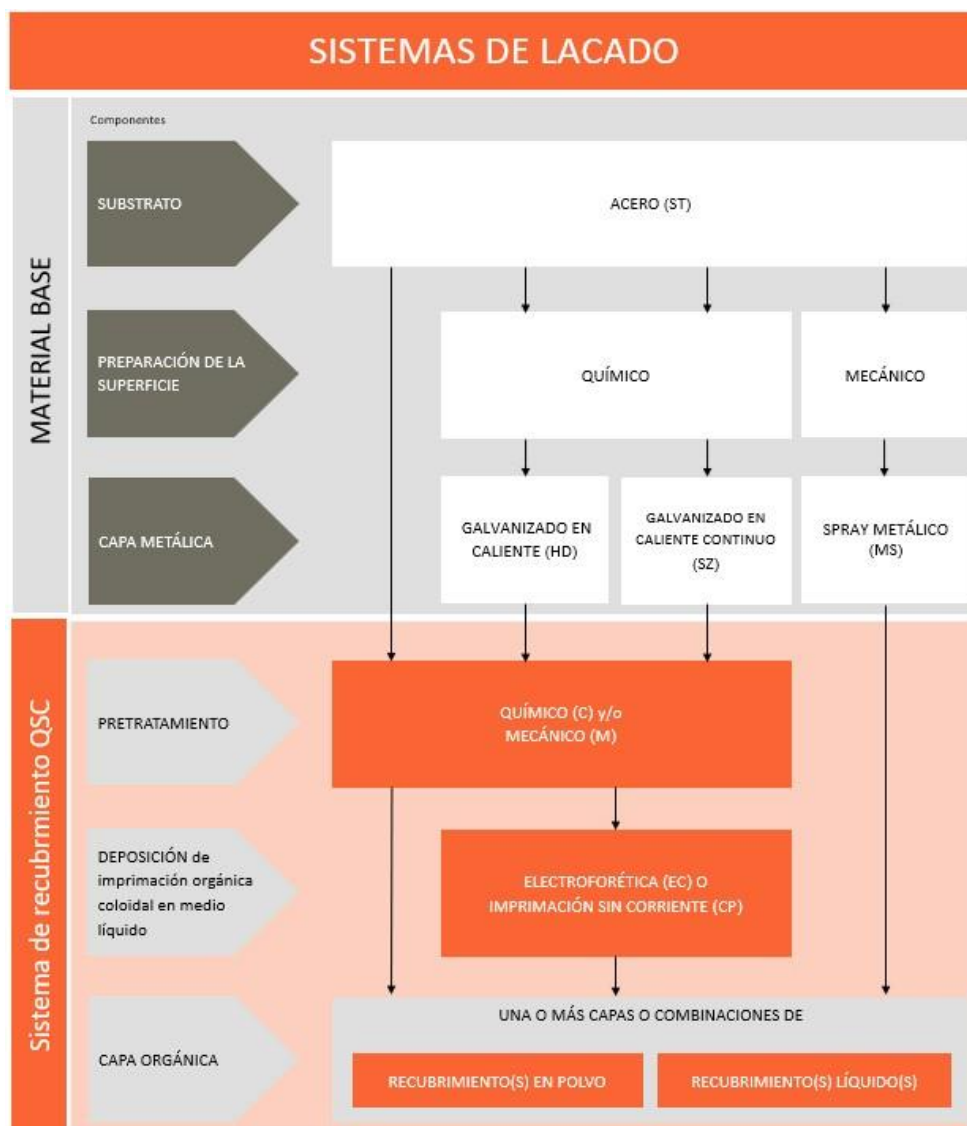 SISTEMAS DE LACADO
MATERIAL BASE
Componentes
SUBSTRATO
ACERO (ST)
PREPARACIÓN DE LA
SUPERFICIE
QUÍMICO
MECÁNICO
CAPA METÁLICA
GALVANIZADO EN
CALIENTE (HD)
GALVANIZADO EN
CALIENTE CONTINUO
(SZ)
SPRAY METÁLICO
(MS)
Sistema de recubrmiento QSC
PRETRATAMIENTO
QUÍMICO (C) y/o
MECÁNICO (M)
DEPOSICIÓN de
imprimación orgánica
coloidal en medio
líquido
ELECTROFORÉTICA (EC) O
IMPRIMACIÓN SIN CORRIENTE (CP)
CAPA ORGÁNICA
UNA O MÁS CAPAS O COMBINACIONES DE
RECUBRIMIENTO(S) EN POLVO
RECUBRIMIENTO(S) LÍQUIDO(S)